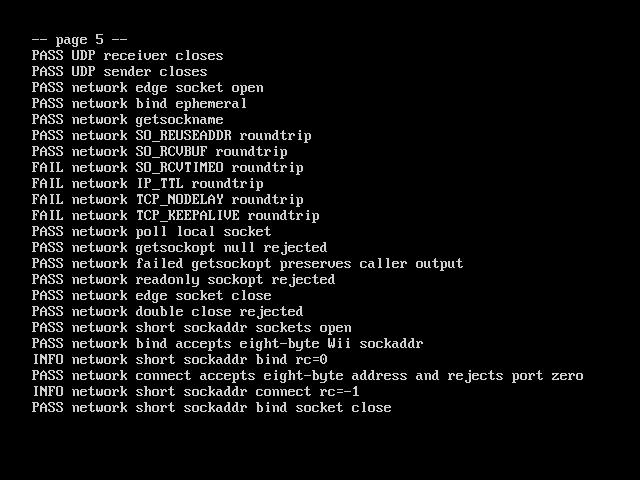 -- page 5 --
PASS UDP receiver closes
PASS UDP sender closes
PASS network edge socket open
PASS network bind ephemeral
PASS network getsockname
PASS network SO_REUSEADDR roundtrip
PASS network SO_RCVBUF roundtrip
FAIL network SO_RCVTIMEO roundtrip
FAIL network IP_TTL roundtrip
FAIL network TCP_NODELAY roundtrip
FAIL network TCP_KEEPALIVE roundtrip
PASS network poll local socket
PASS network getsockopt null rejected
PASS network failed getsockopt preserves caller output
PASS network readonly sockopt rejected
PASS network edge socket close
PASS network double close rejected
PASS network short sockaddr sockets open
PASS network bind accepts eight-byte Wii sockaddr
INFO network short sockaddr bind rc=0
PASS network connect accepts eight-byte address and rejects port zero
INFO network short sockaddr connect rc=-1
PASS network short sockaddr bind socket close